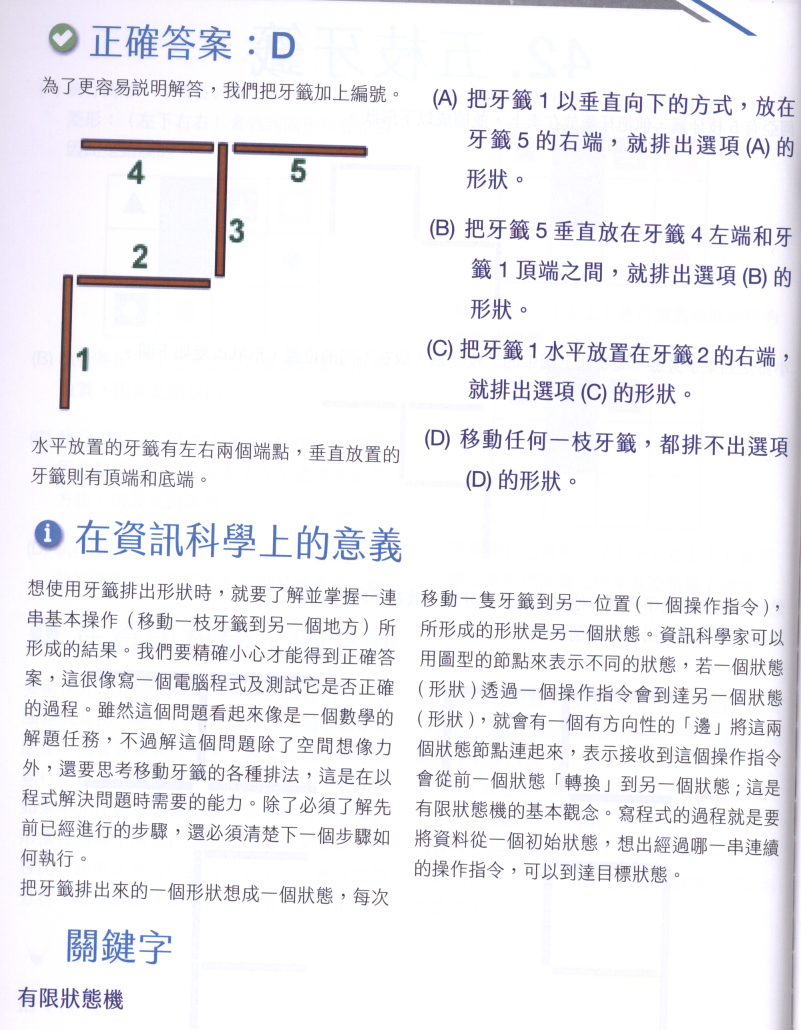 正確答案：D
為了更容易說明解答，我們把牙籤加上編號。
4
5
3
2
1
水平放置的牙籤有左右兩個端點，垂直放置的
牙籤則有頂端和底端。
(A) 把牙籤 1 以垂直向下的方式，放在
牙籤 5 的右端，就排出選項 (A) 的
形狀。
(B) 把牙籤 5 垂直放在牙籤 4 左端和牙
籤 1 頂端之間，就排出選項 (B) 的
形狀。
(C) 把牙籤 1 水平放置在牙籤 2 的右端，
就排出選項 (C) 的形狀。
(D) 移動任何一枝牙籤，都排不出選項
(D) 的形狀。
在資訊科學上的意義
想使用牙籤排出形狀時，就要了解並掌握一連
串基本操作（移動一枝牙籤到另一個地方）所
形成的結果。我們要精確小心才能得到正確答
案，這很像寫一個電腦程式及測試它是否正確
的過程。雖然這個問題看起來像是一個數學的
解題任務，不過解這個問題除了空間想像力
外，還要思考移動牙籤的各種排法，這是在以
程式解決問題時需要的能力。除了必須了解先
前已經進行的步驟，還必須清楚下一個步驟如
何執行。
把牙籤排出來的一個形狀想成一個狀態，每次
移動一隻牙籤到另一位置 ( 一個操作指令 )，
所形成的形狀是另一個狀態。資訊科學家可以
用圖型的節點來表示不同的狀態，若一個狀態
( 形狀 ) 透過一個操作指令會到達另一個狀態
( 形狀 )，就會有一個有方向性的「邊」將這兩
個狀態節點連起來，表示接收到這個操作指令
會從前一個狀態「轉換」到另一個狀態 ; 這是
有限狀態機的基本觀念。寫程式的過程就是要
將資料從一個初始狀態，想出經過哪一串連續
的操作指令，可以到達目標狀態。
關鍵字
有限狀態機